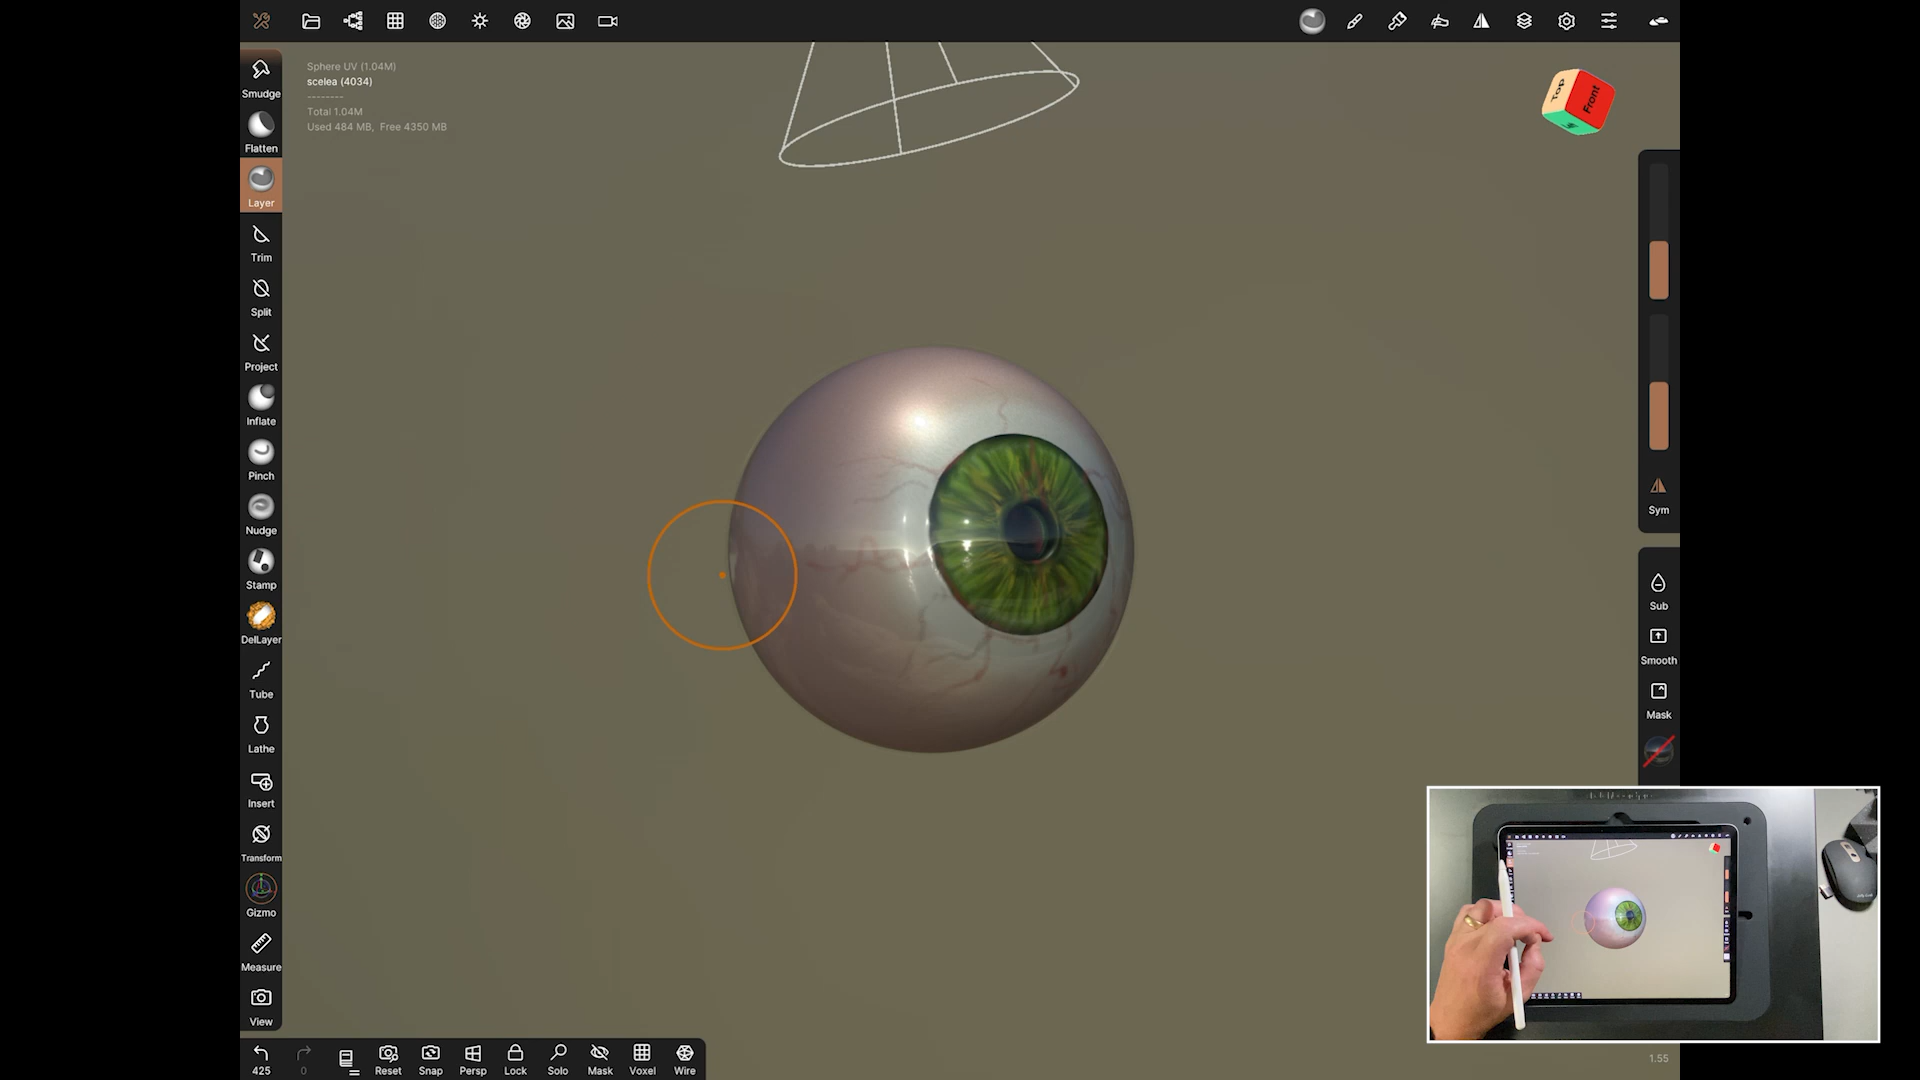 Sphere UV (1.04M)
scelea (4034)
--------
Total 1.04M
Used 484 MB, Free 4350 MB
Smudge
Flatten
Layer
Trim
Split
Project
Inflate
Pinch
Nudge
Stamp
DelLayer
Tube
Lathe
Insert
Transform
Gizmo
Measure
View
Top
Front
Sym
Sub
Smooth
Mask
425
0
Reset
Snap
Persp
Lock
Solo
Mask
Voxel
Wire
1.55